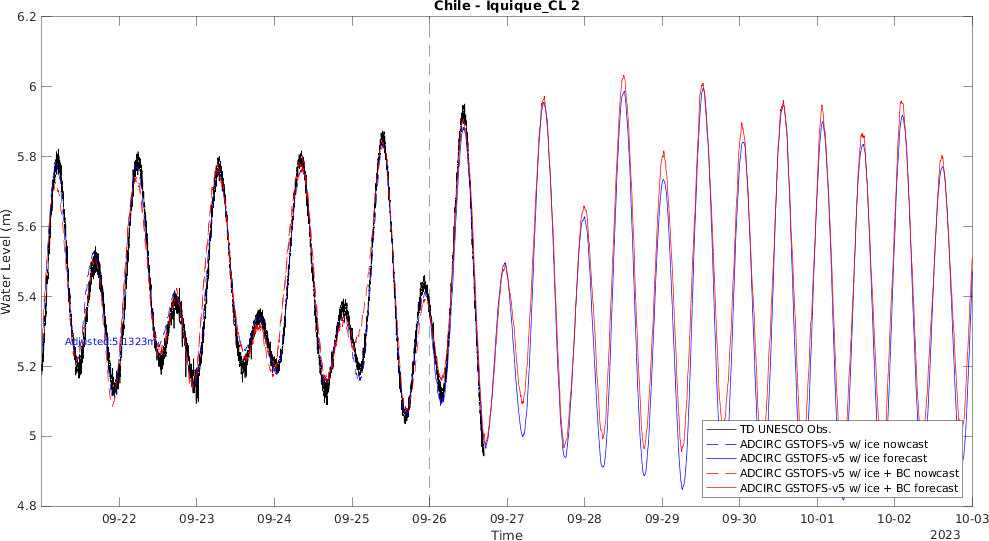 Chile - Iquique_CL 2
6.2
6
5.8
5.6
5.4
5.2
5
4.8
Water Level (m)
Adjusted:5.1323m
TD UNESCO Obs.
ADCIRC GSTOFS-v5 w/ ice nowcast
ADCIRC GSTOFS-v5 w/ ice forecast
ADCIRC GSTOFS-v5 w/ ice + BC nowcast
ADCIRC GSTOFS-v5 w/ ice + BC forecast
09-22 09-23 09-24 09-25 09-26 09-27 09-28 09-29 09-30 10-01 10-02 10-03
Time
2023